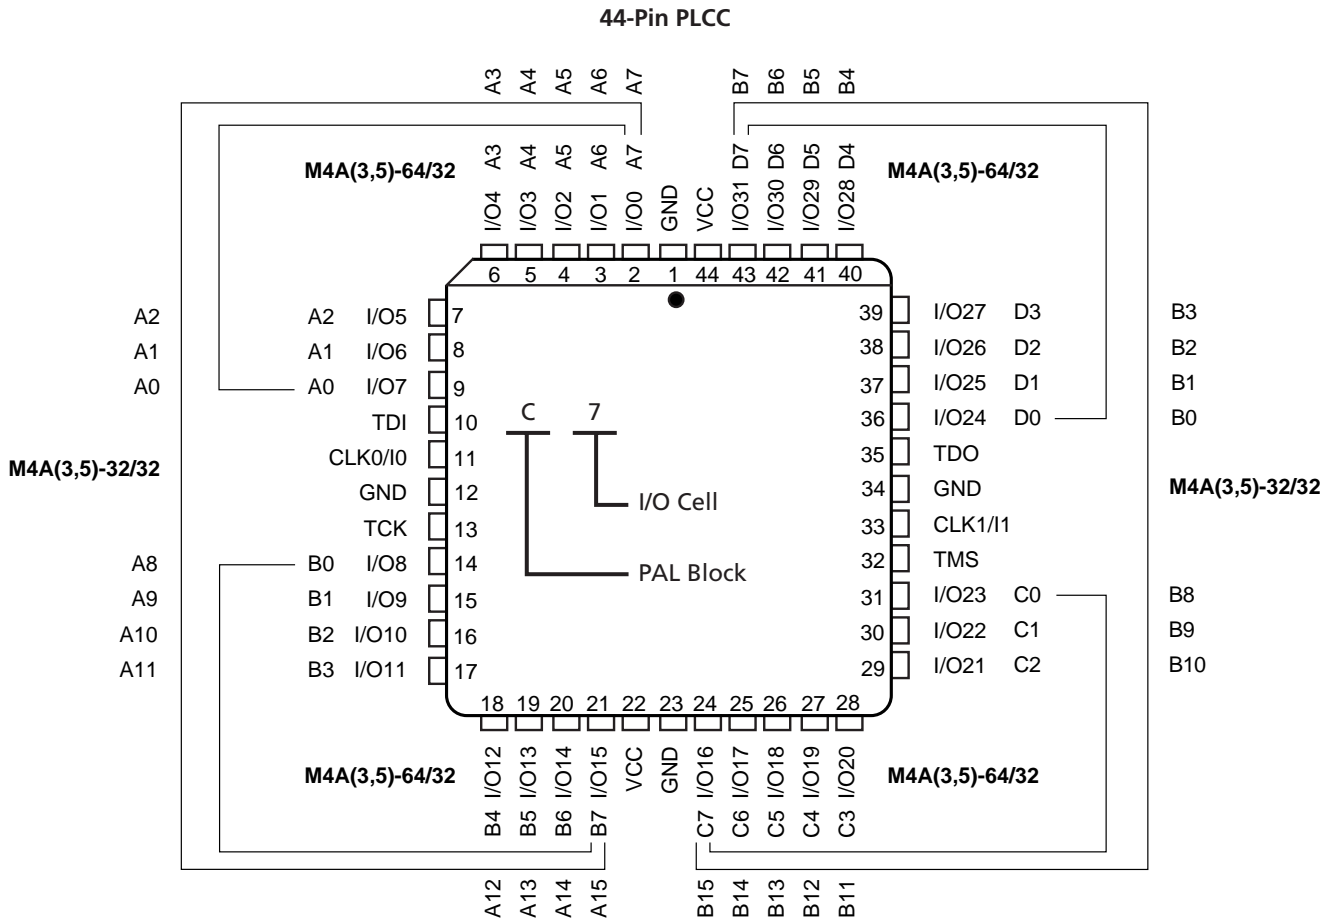 44-Pin PLCC
A3 A4 A5 A6 A7 B7 B6 B5 B4
M4A(3,5)-64/32 A3 A4 A5 A6 A7 D7 D6 D5 D4 M4A(3,5)-64/32
I/O4 I/O3 I/O2 I/O1 I/O0 GND VCC I/O31 I/O30 I/O29 I/O28
6 5 4 3 2 1 44 43 42 41 40
A2 A2 I/O5 7 39 I/O27 D3 B3
A1 A1 I/O6 8 38 I/O26 D2 B2
A0 A0 I/O7 9 37 I/O25 D1 B1
TDI 10 C 7 36 I/O24 D0 B0
CLK0/I0 11 35 TDO
M4A(3,5)-32/32 M4A(3,5)-32/32
GND 12 I/O Cell 34 GND
TCK 13 33 CLK1/I1
A8 B0 I/O8 14 PAL Block 32 TMS
A9 B1 I/O9 15 31 I/O23 C0 B8
A10 B2 I/O10 16 30 I/O22 C1 B9
A11 B3 I/O11 17 29 I/O21 C2 B10
18 19 20 21 22 23 24 25 26 27 28
M4A(3,5)-64/32 I/O12 I/O13 I/O14 I/O15 VCC GND I/O16 I/O17 I/O18 I/O19 I/O20 M4A(3,5)-64/32
B4 B5 B6 B7 C7 C6 C5 C4 C3
A12 A13 A14 A15 B15 B14 B13 B12 B11